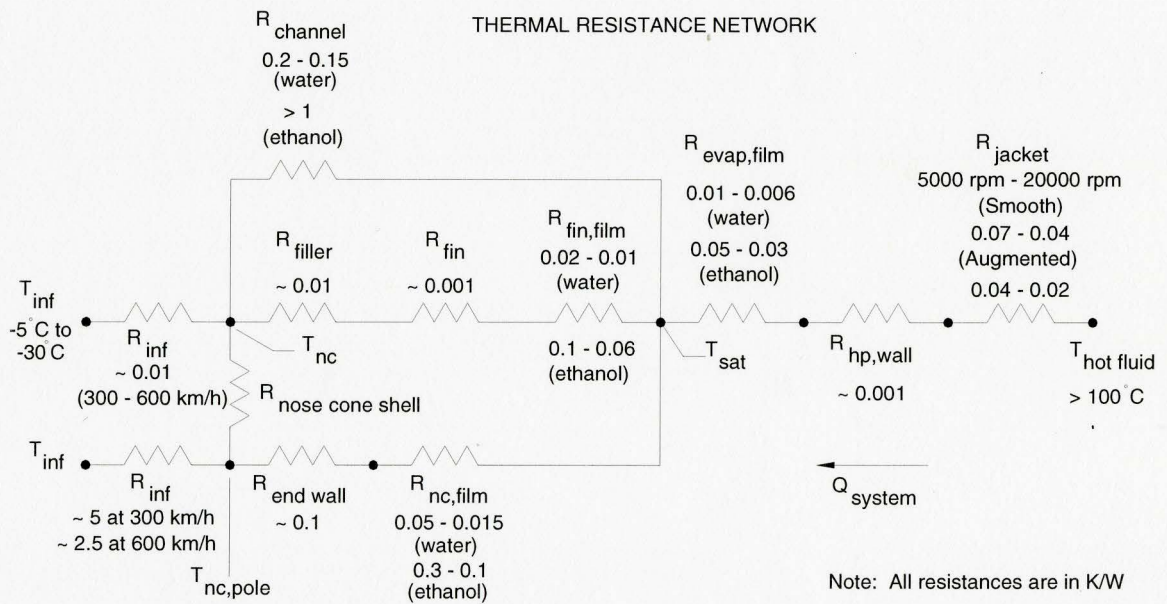 THERMAL RESISTANCE NETWORK
R channel
0.2 - 0.15
(water)
> 1
(ethanol)
R evap,film
0.01 - 0.006
(water)
0.05 - 0.03
(ethanol)
R jacket
5000 rpm - 20000 rpm
(Smooth)
0.07 - 0.04
(Augmented)
0.04 - 0.02
R filler
~ 0.01
R fin
~ 0.001
R fin,film
0.02 - 0.01
(water)
0.1 - 0.06
(ethanol)
T inf
-5°C to
-30°C
R inf
~ 0.01
(300 - 600 km/h)
T nc
T sat
R hp,wall
~ 0.001
T hot fluid
> 100°C
R nose cone shell
T inf
R inf
~ 5 at 300 km/h
~ 2.5 at 600 km/h
T nc,pole
R end wall
~ 0.1
R nc,film
0.05 - 0.015
(water)
0.3 - 0.1
(ethanol)
Q system
Note: All resistances are in K/W